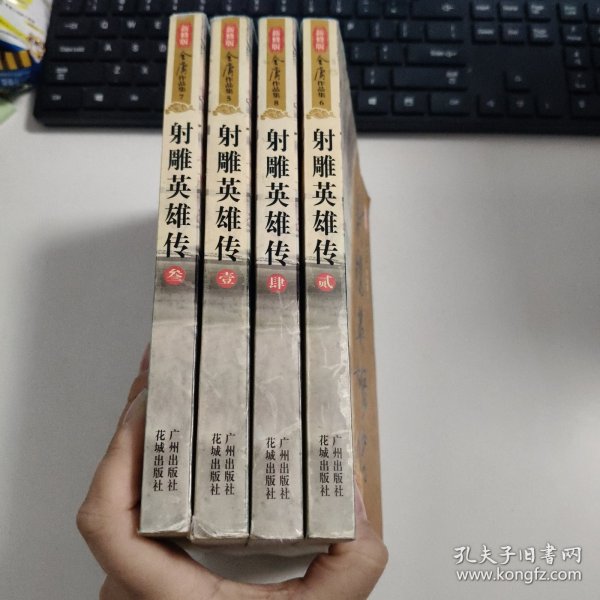 新修版
金庸作品集7
射雕英雄传
叁
广州出版社
花城出版社
新修版
金庸作品集5
射雕英雄传
壹
广州出版社
花城出版社
新修版
金庸作品集8
射雕英雄传
肆
广州出版社
花城出版社
新修版
金庸作品集6
射雕英雄传
贰
广州出版社
花城出版社
孔夫子旧书网
www.kongfz.com